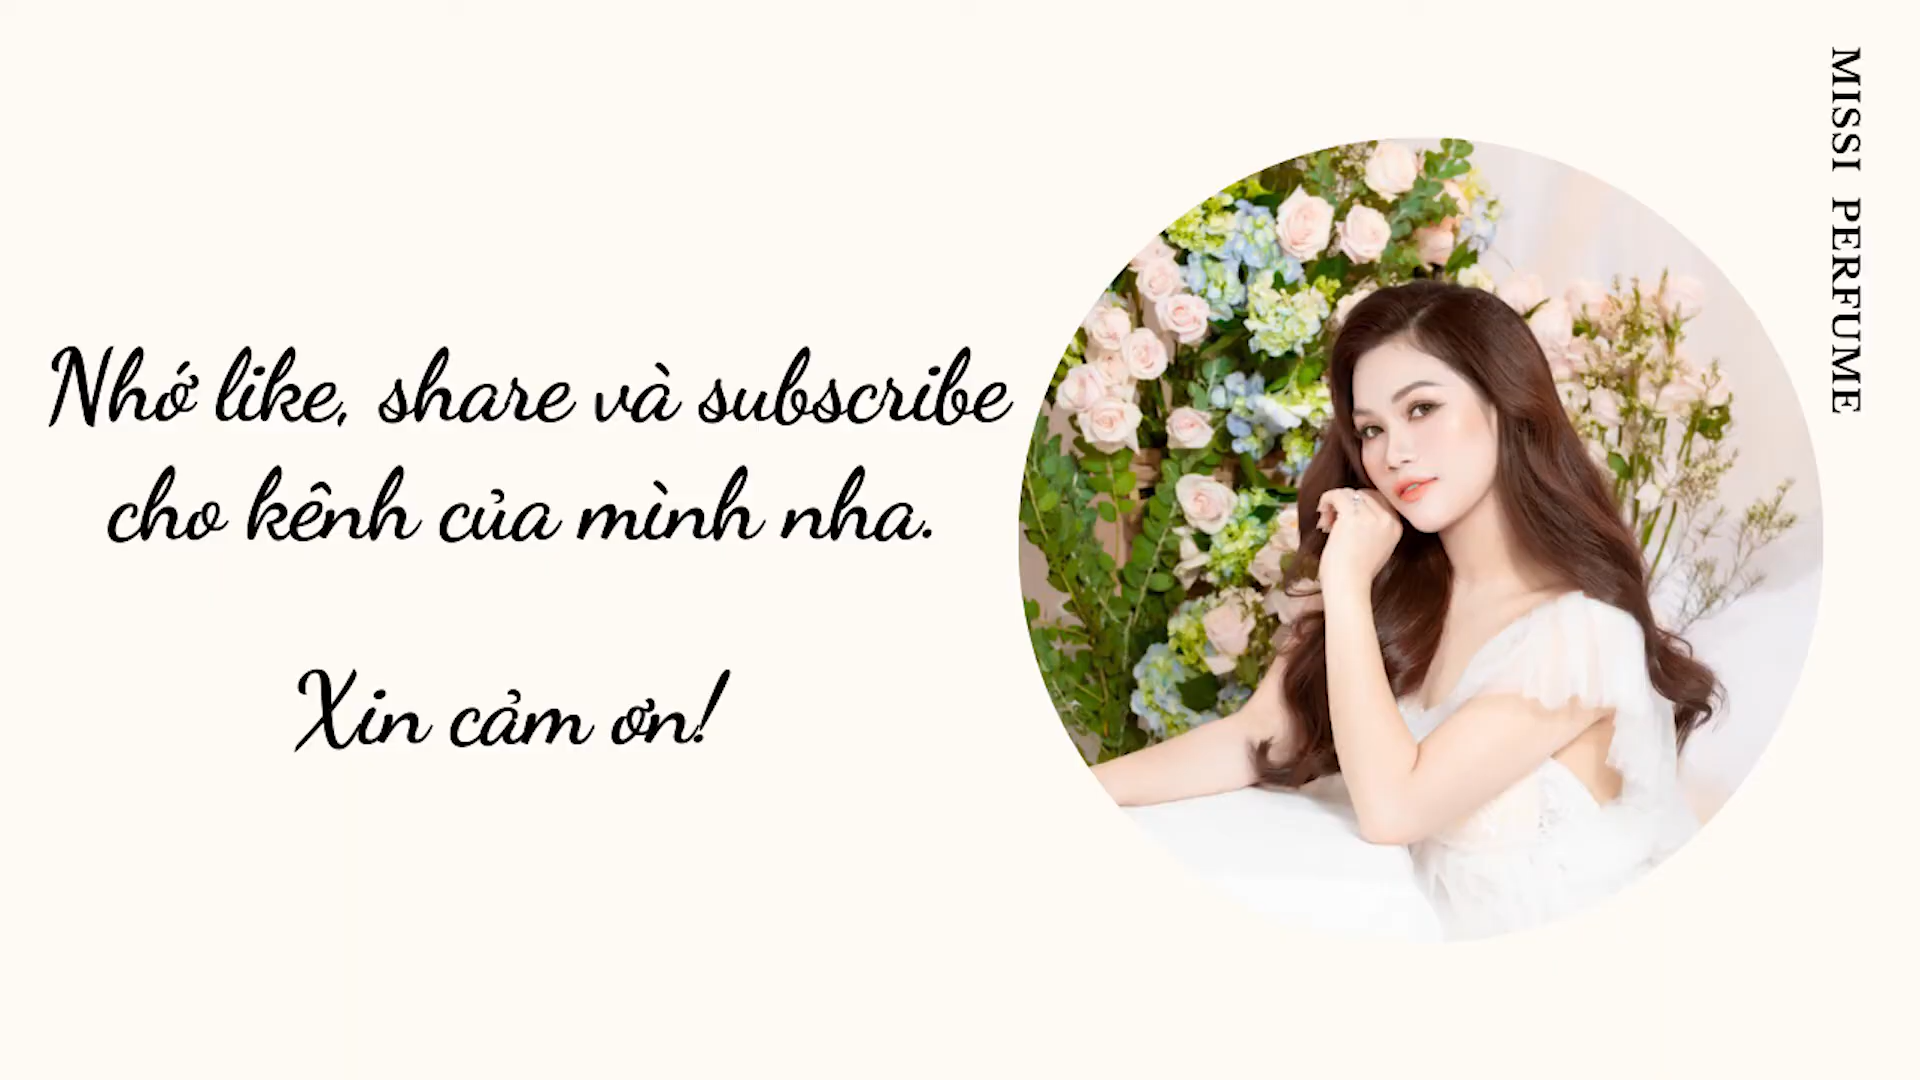 Nhớ like, share và subscribe
cho kênh của mình nha.
Xin cảm ơn!
MISSI PERFUME